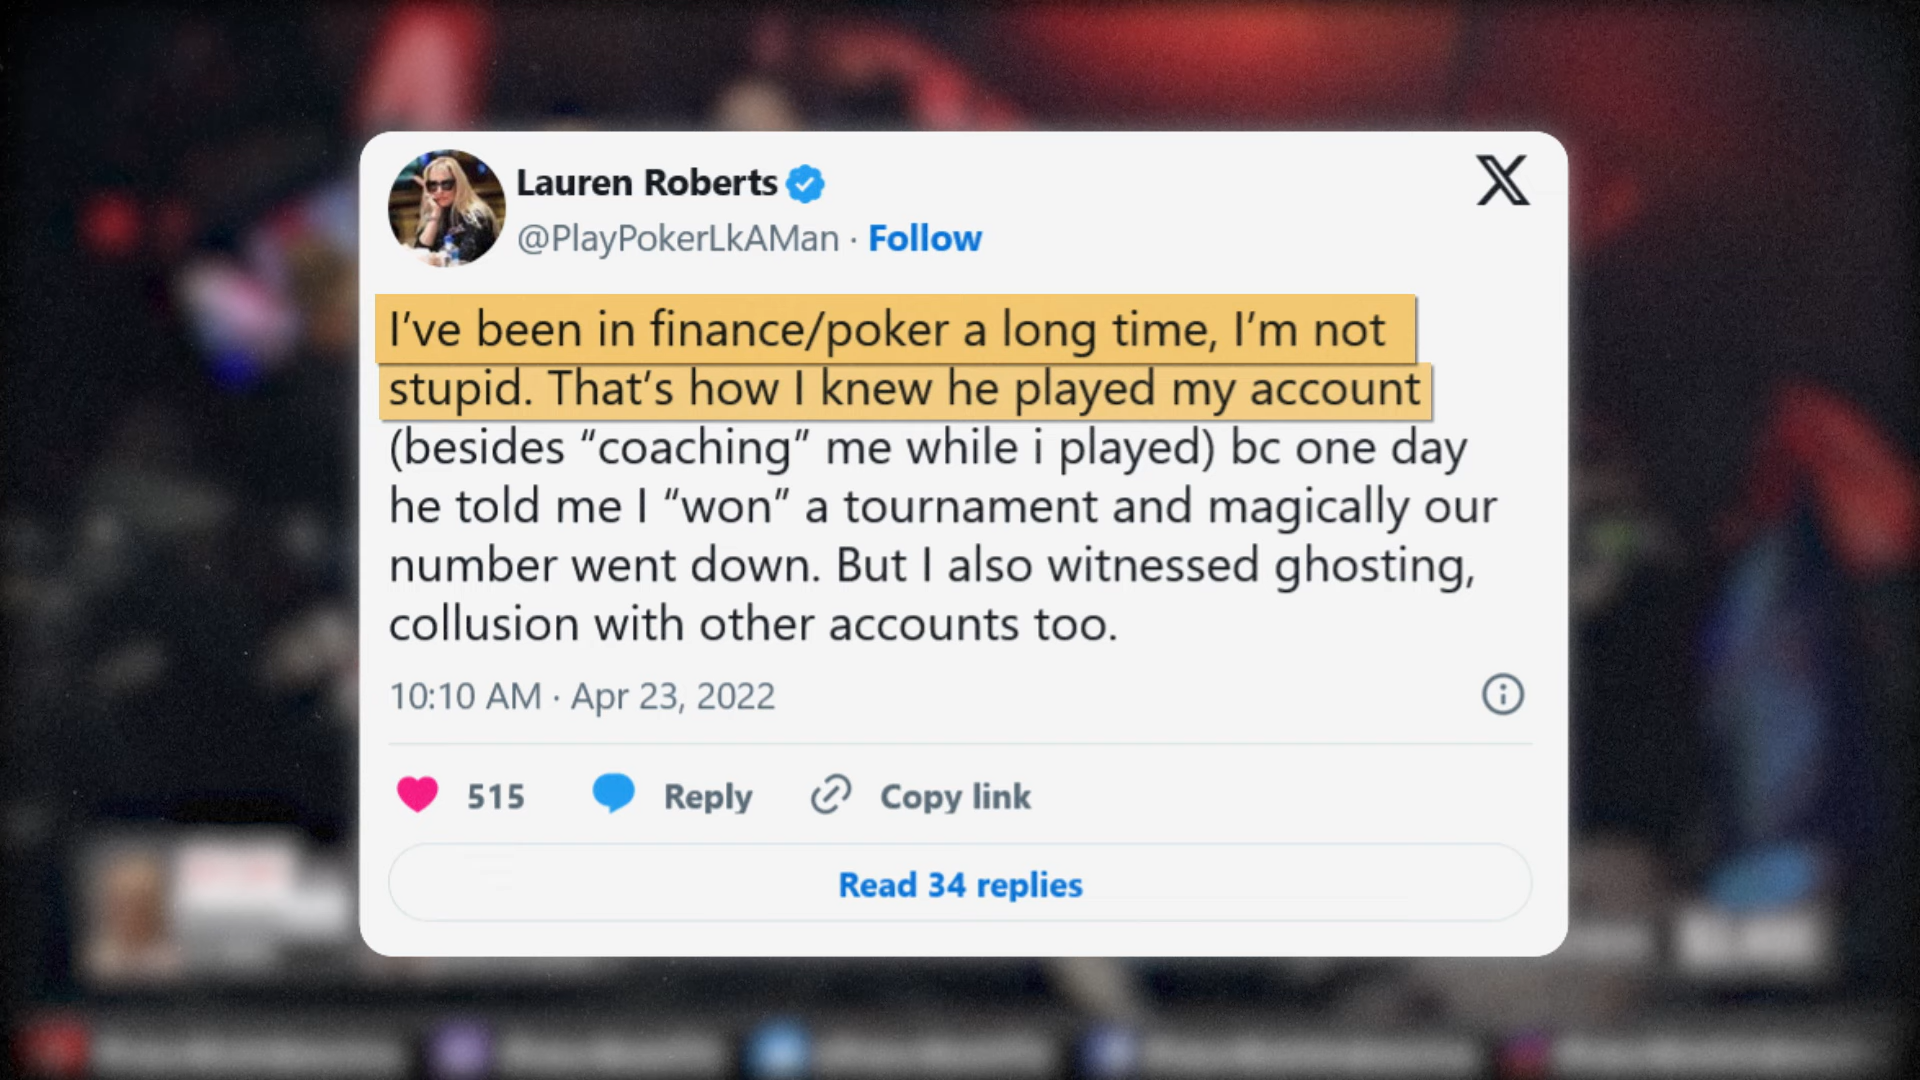 Lauren Roberts
@PlayPokerLkAMan · Follow
I’ve been in finance/poker a long time, I’m not
stupid. That’s how I knew he played my account
(besides “coaching” me while i played) bc one day
he told me I “won” a tournament and magically our
number went down. But I also witnessed ghosting,
collusion with other accounts too.
10:10 AM · Apr 23, 2022
515 Reply Copy link
Read 34 replies